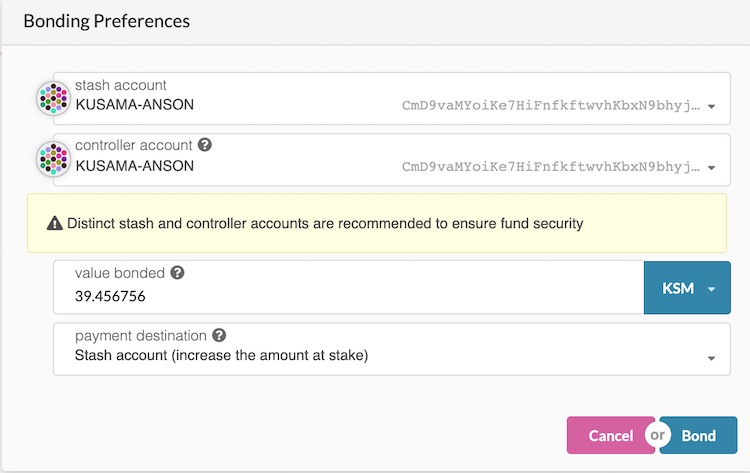 Bonding Preferences
stash account
KUSAMA-ANSON CmD9vaMYoiKe7HiFnfkftwvhKbxN9bhyj…
controller account ?
KUSAMA-ANSON CmD9vaMYoiKe7HiFnfkftwvhKbxN9bhyj…
Distinct stash and controller accounts are recommended to ensure fund security
value bonded ?
39.456756
KSM
payment destination ?
Stash account (increase the amount at stake)
Cancel or Bond